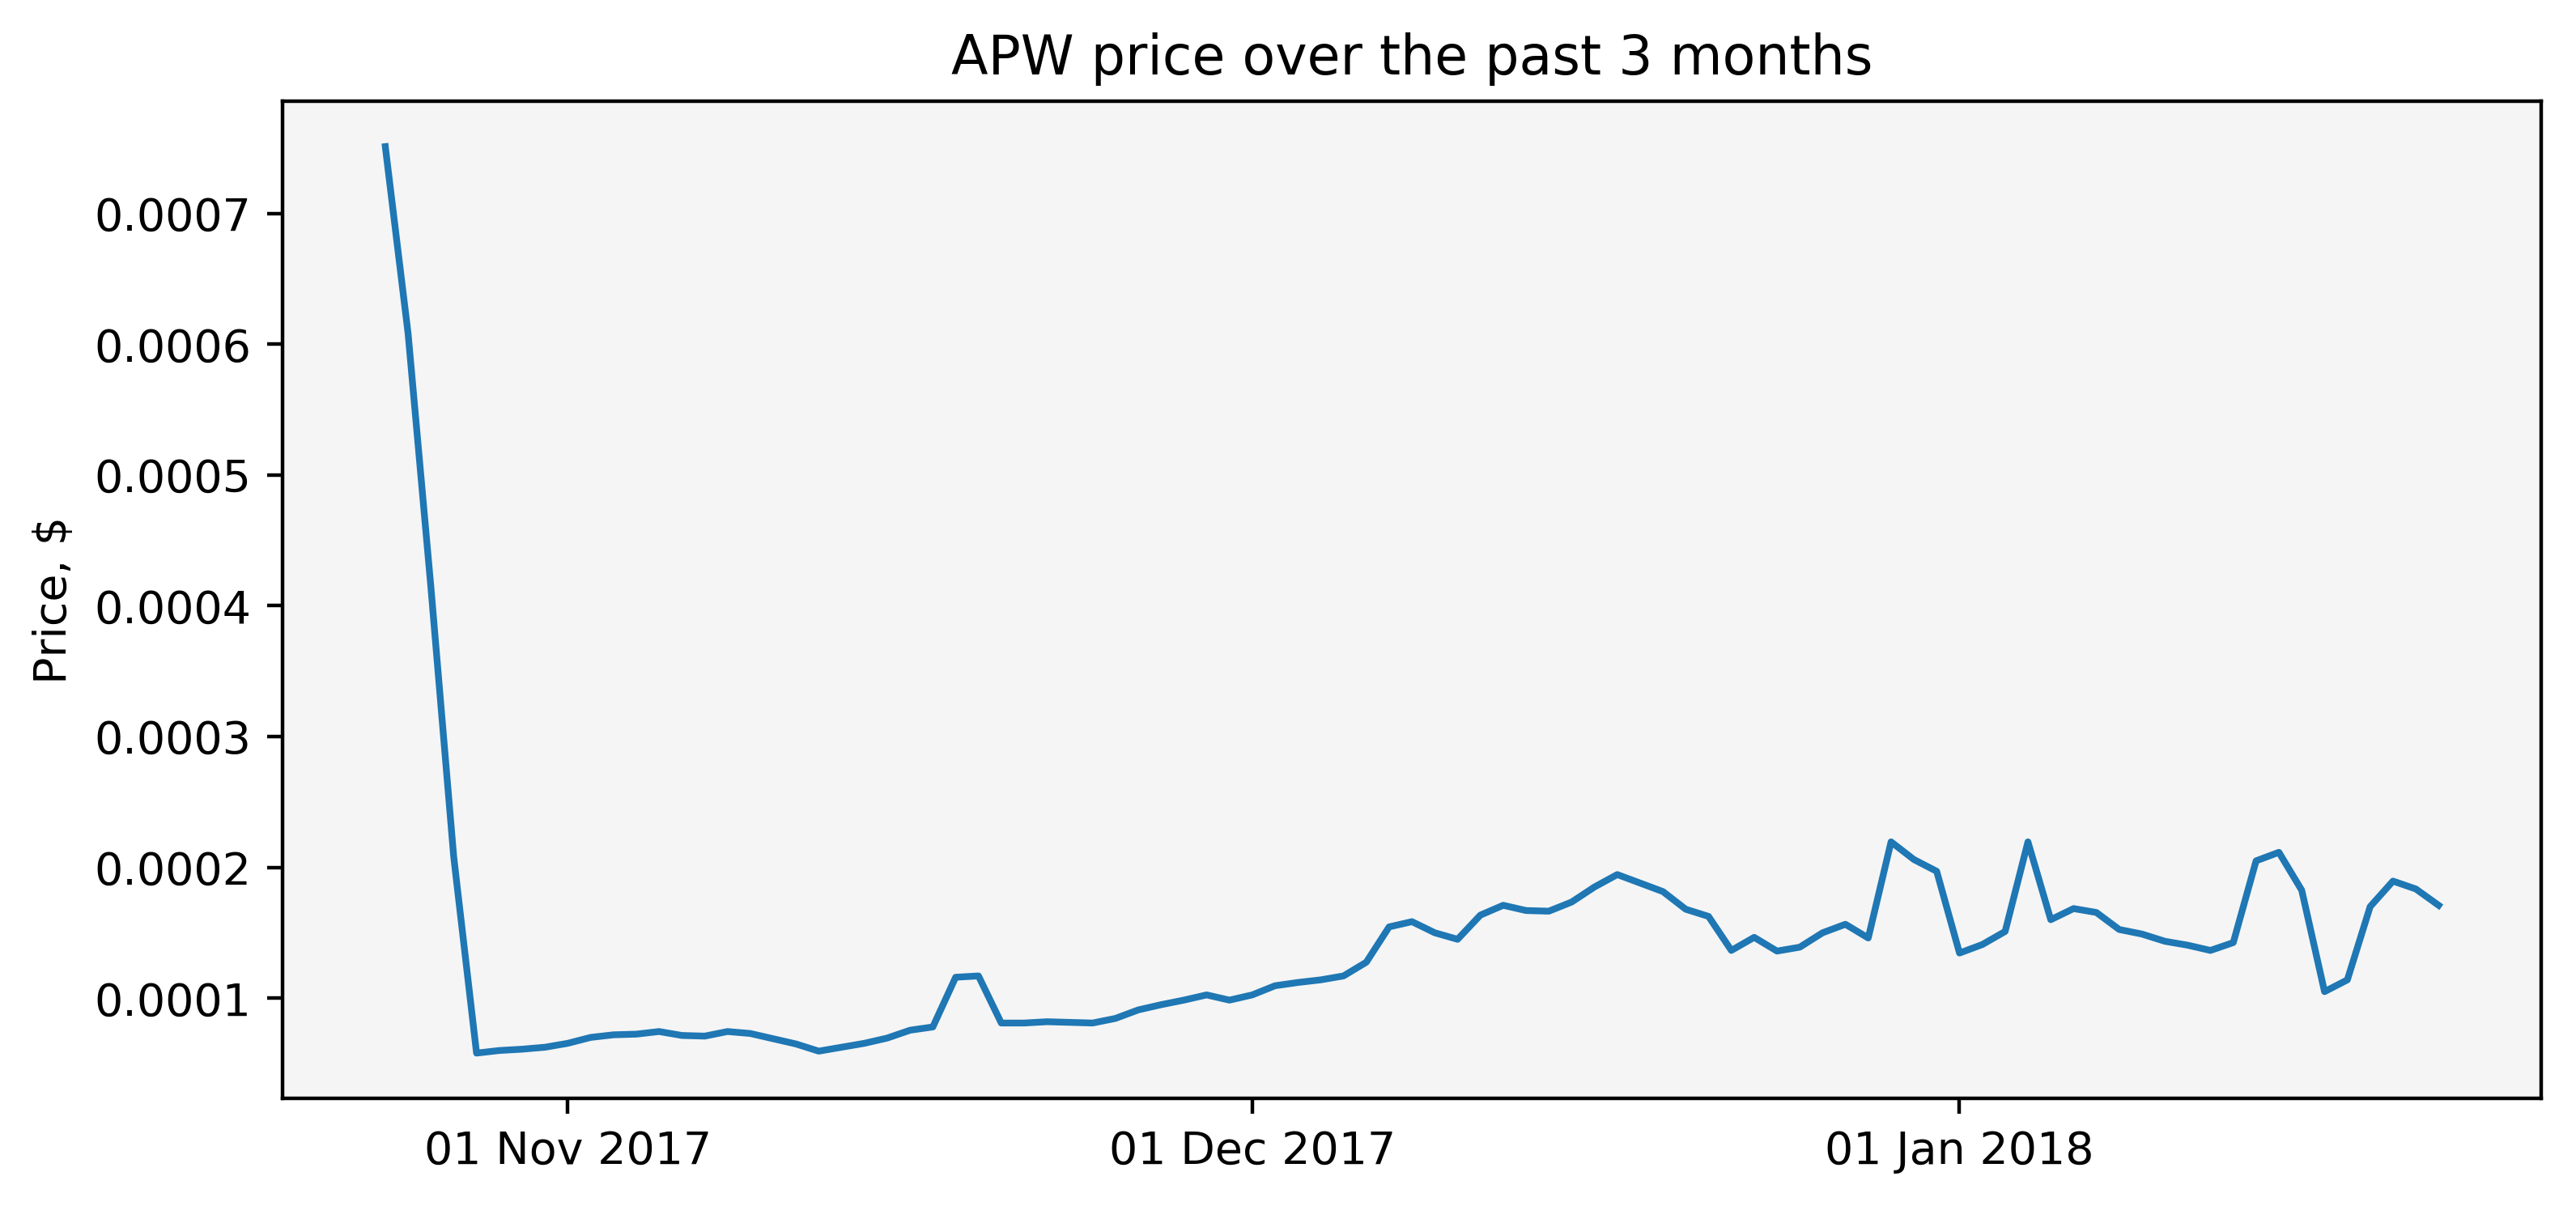 APW price over the past 3 months
Price, $
0.0007
0.0006
0.0005
0.0004
0.0003
0.0002
0.0001
01 Nov 2017
01 Dec 2017
01 Jan 2018